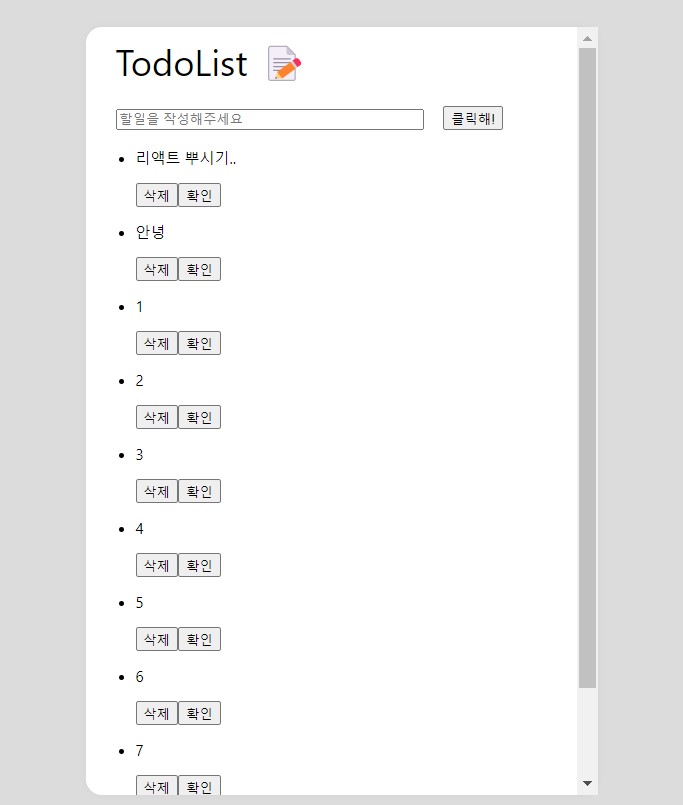 TodoList 📝
할일을 작성해주세요 클릭해!
리액트 뿌시기..
삭제 확인
안녕
삭제 확인
1
삭제 확인
2
삭제 확인
3
삭제 확인
4
삭제 확인
5
삭제 확인
6
삭제 확인
7
삭제 확인